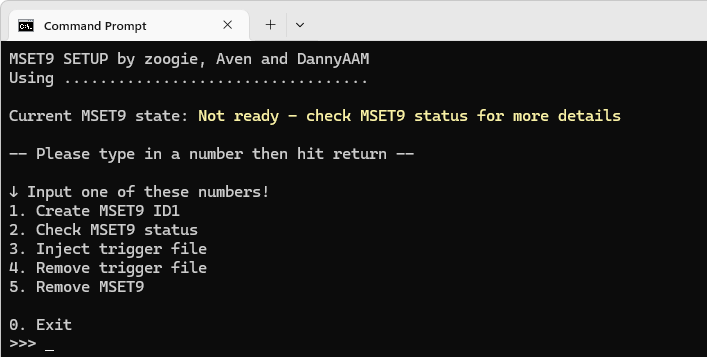 Command Prompt
MSET9 SETUP by zoogie, Aven and DannyAAM
Using ..................................
Current MSET9 state: Not ready - check MSET9 status for more details
-- Please type in a number then hit return --
↓ Input one of these numbers!
1. Create MSET9 ID1
2. Check MSET9 status
3. Inject trigger file
4. Remove trigger file
5. Remove MSET9
0. Exit
>>> _